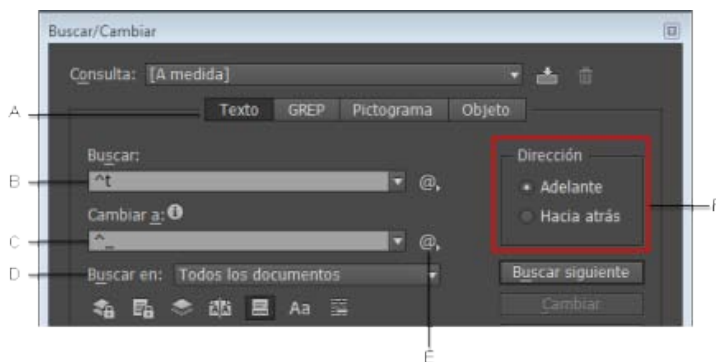 Buscar/Cambiar
Consulta: [A medida]
A
Texto GREP Pictograma Objeto
Buscar:
Dirección
B
^t
@
Adelante
F
Cambiar a:
Hacia atrás
C
^_
@
D
Buscar en: Todos los documentos
Buscar siguiente
Aa
Cambiar
E